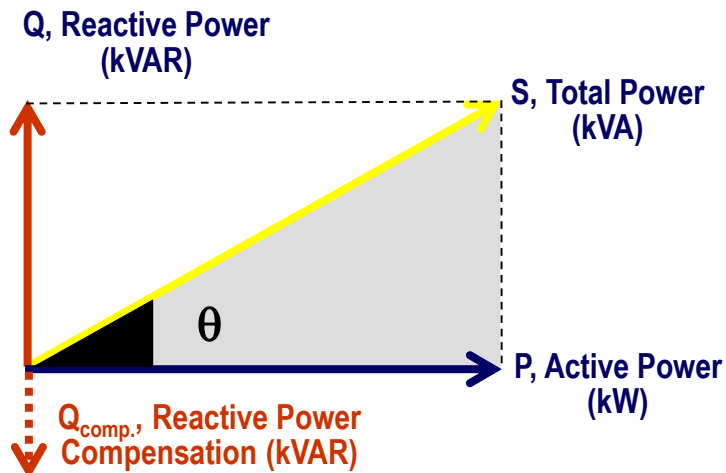 Q, Reactive Power
(kVAR)
S, Total Power
(kVA)
θ
P, Active Power
(kW)
Qcomp., Reactive Power
Compensation (kVAR)